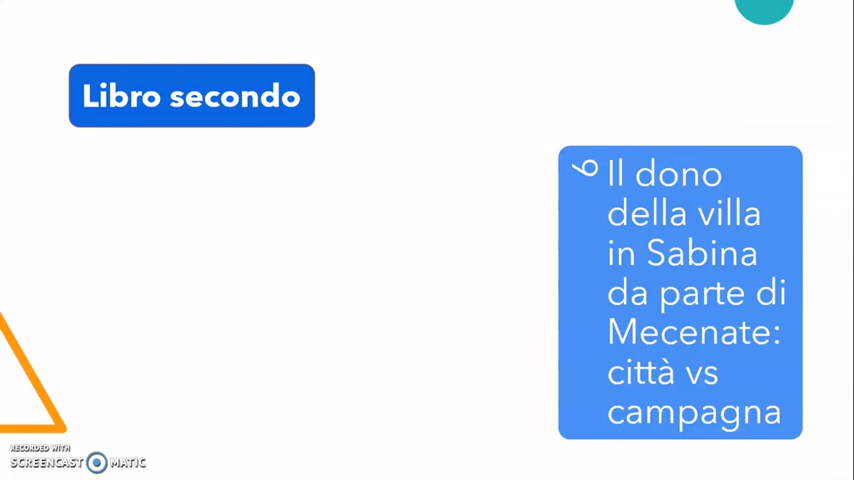 Libro secondo
6
Il dono
della villa
in Sabina
da parte di
Mecenate:
città vs
campagna
RECORDED WITH
SCREENCAST MATIC